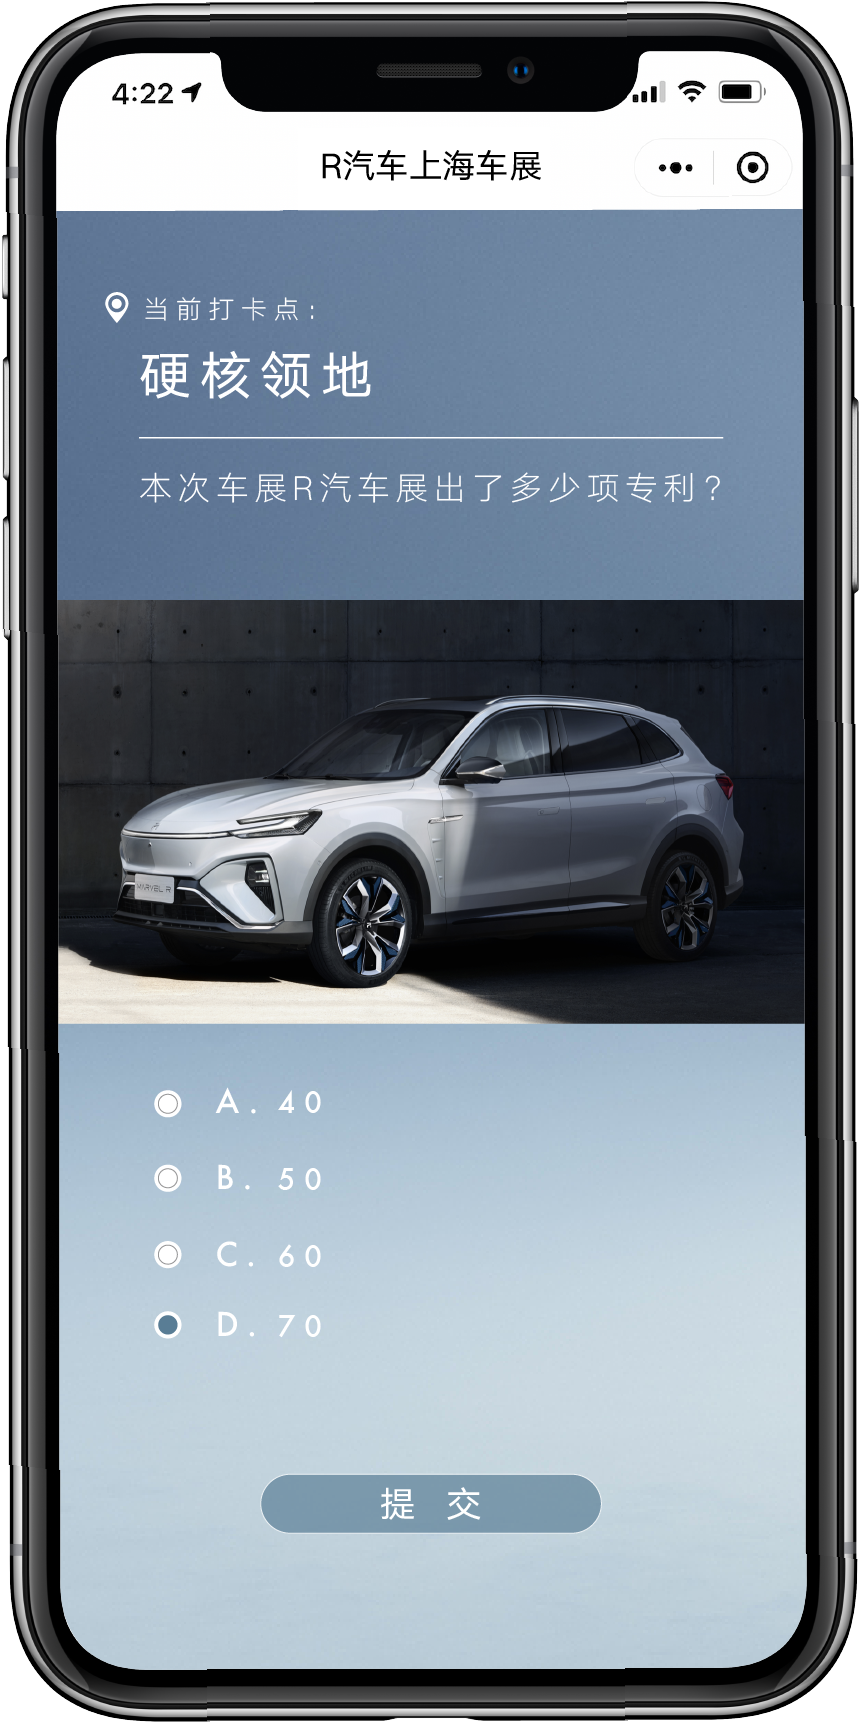 4:22
R汽车上海车展
当前打卡点：
硬核领地
本次车展R汽车展出了多少项专利？
MARVEL R
A. 40
B. 50
C. 60
D. 70
提 交